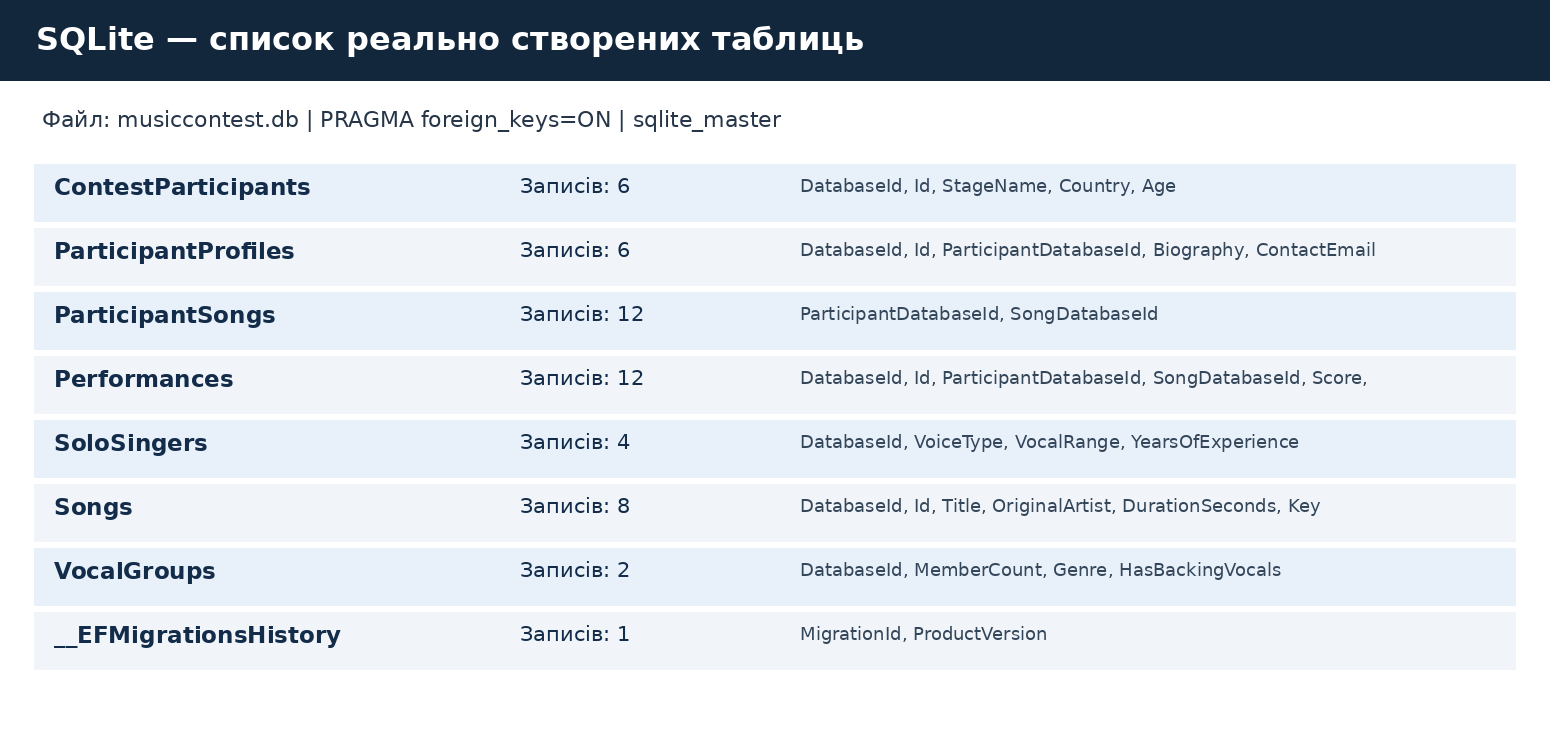 SQLite — список реально створених таблиць
Файл: musiccontest.db | PRAGMA foreign_keys=ON | sqlite_master
ContestParticipants Записів: 6 DatabaseId, Id, StageName, Country, Age
ParticipantProfiles Записів: 6 DatabaseId, Id, ParticipantDatabaseId, Biography, ContactEmail
ParticipantSongs Записів: 12 ParticipantDatabaseId, SongDatabaseId
Performances Записів: 12 DatabaseId, Id, ParticipantDatabaseId, SongDatabaseId, Score,
SoloSingers Записів: 4 DatabaseId, VoiceType, VocalRange, YearsOfExperience
Songs Записів: 8 DatabaseId, Id, Title, OriginalArtist, DurationSeconds, Key
VocalGroups Записів: 2 DatabaseId, MemberCount, Genre, HasBackingVocals
__EFMigrationsHistory Записів: 1 MigrationId, ProductVersion